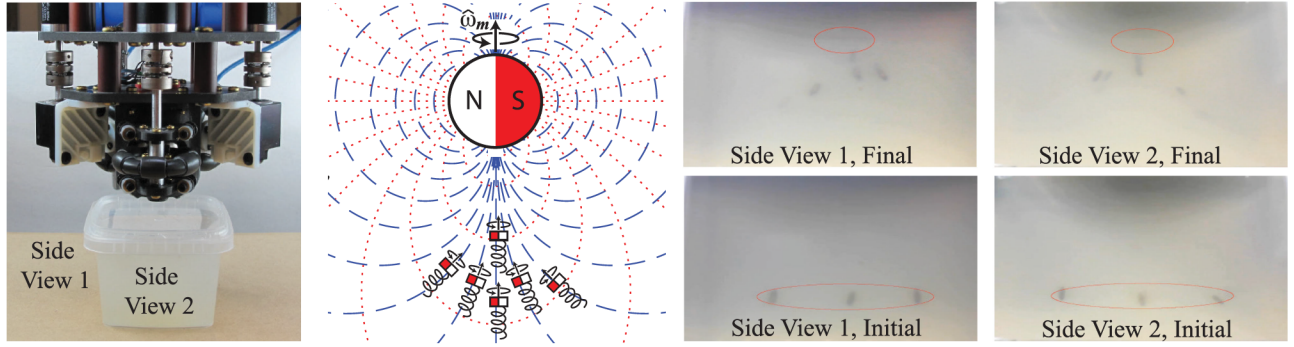 Side
View 1
Side
View 2
ω̂ₘ
N S
Side View 1, Final
Side View 2, Final
Side View 1, Initial
Side View 2, Initial